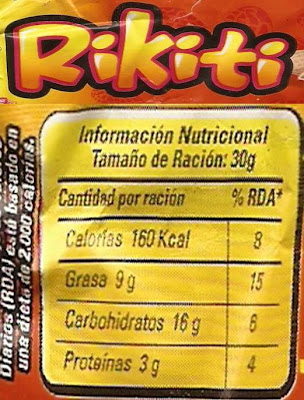 Rikiti
Información Nutricional
Tamaño de Ración: 30g
Cantidad por ración % RDA*
Calorías 160 Kcal 8
Grasa 9 g 15
Carbohidratos 16 g 6
Proteínas 3 g 4
Diarios (RDA) está basado en
una dieta de 2.000 calorías.